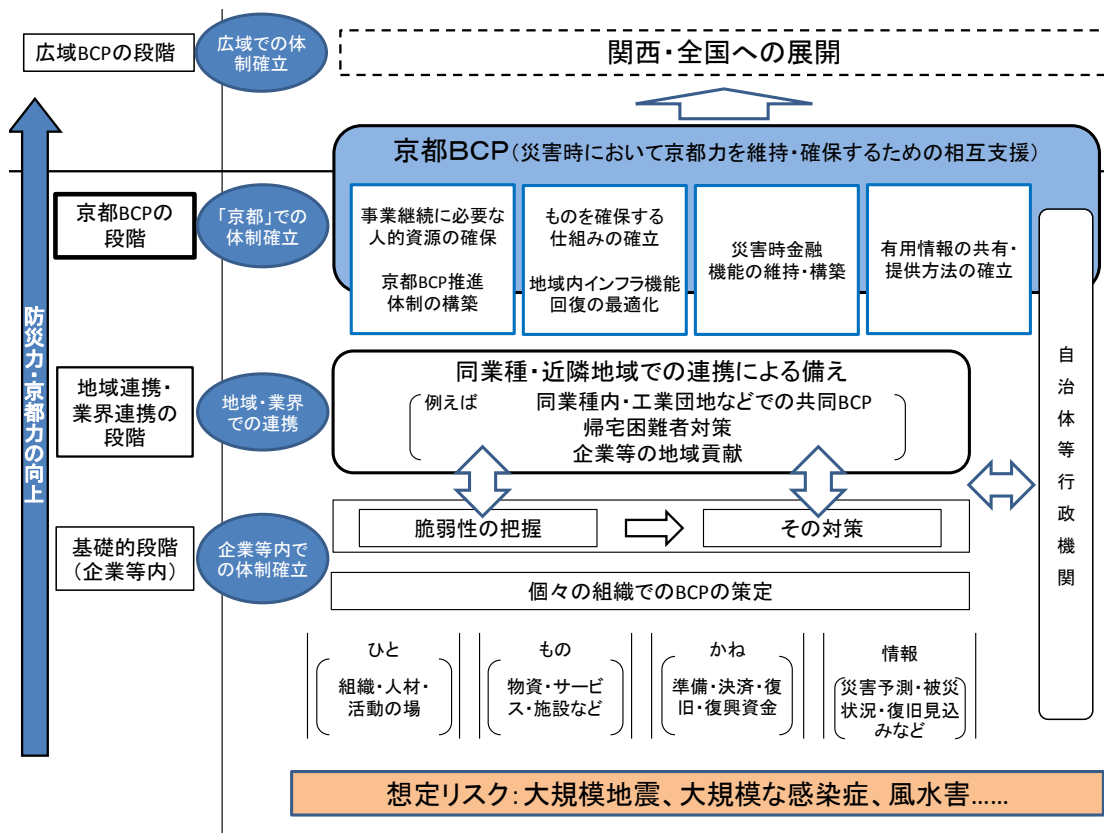 広域BCPの段階
広域での体
制確立
関西・全国への展開
京都BCP(災害時において京都力を維持・確保するための相互支援)
京都BCPの
段階
「京都」での
体制確立
事業継続に必要な
人的資源の確保
京都BCP推進
体制の構築
ものを確保する
仕組みの確立
地域内インフラ機能
回復の最適化
災害時金融
機能の維持・構築
有用情報の共有・
提供方法の確立
防災力・京都力の向上
自治体等行政機関
地域連携・
業界連携の
段階
地域・業界
での連携
同業種・近隣地域での連携による備え
例えば 同業種内・工業団地などでの共同BCP
帰宅困難者対策
企業等の地域貢献
基礎的段階
(企業等内)
企業等内で
の体制確立
脆弱性の把握
その対策
個々の組織でのBCPの策定
ひと
組織・人材・
活動の場
もの
物資・サービ
ス・施設など
かね
準備・決済・復
旧・復興資金
情報
災害予測・被災
状況・復旧見込
みなど
想定リスク:大規模地震、大規模な感染症、風水害……